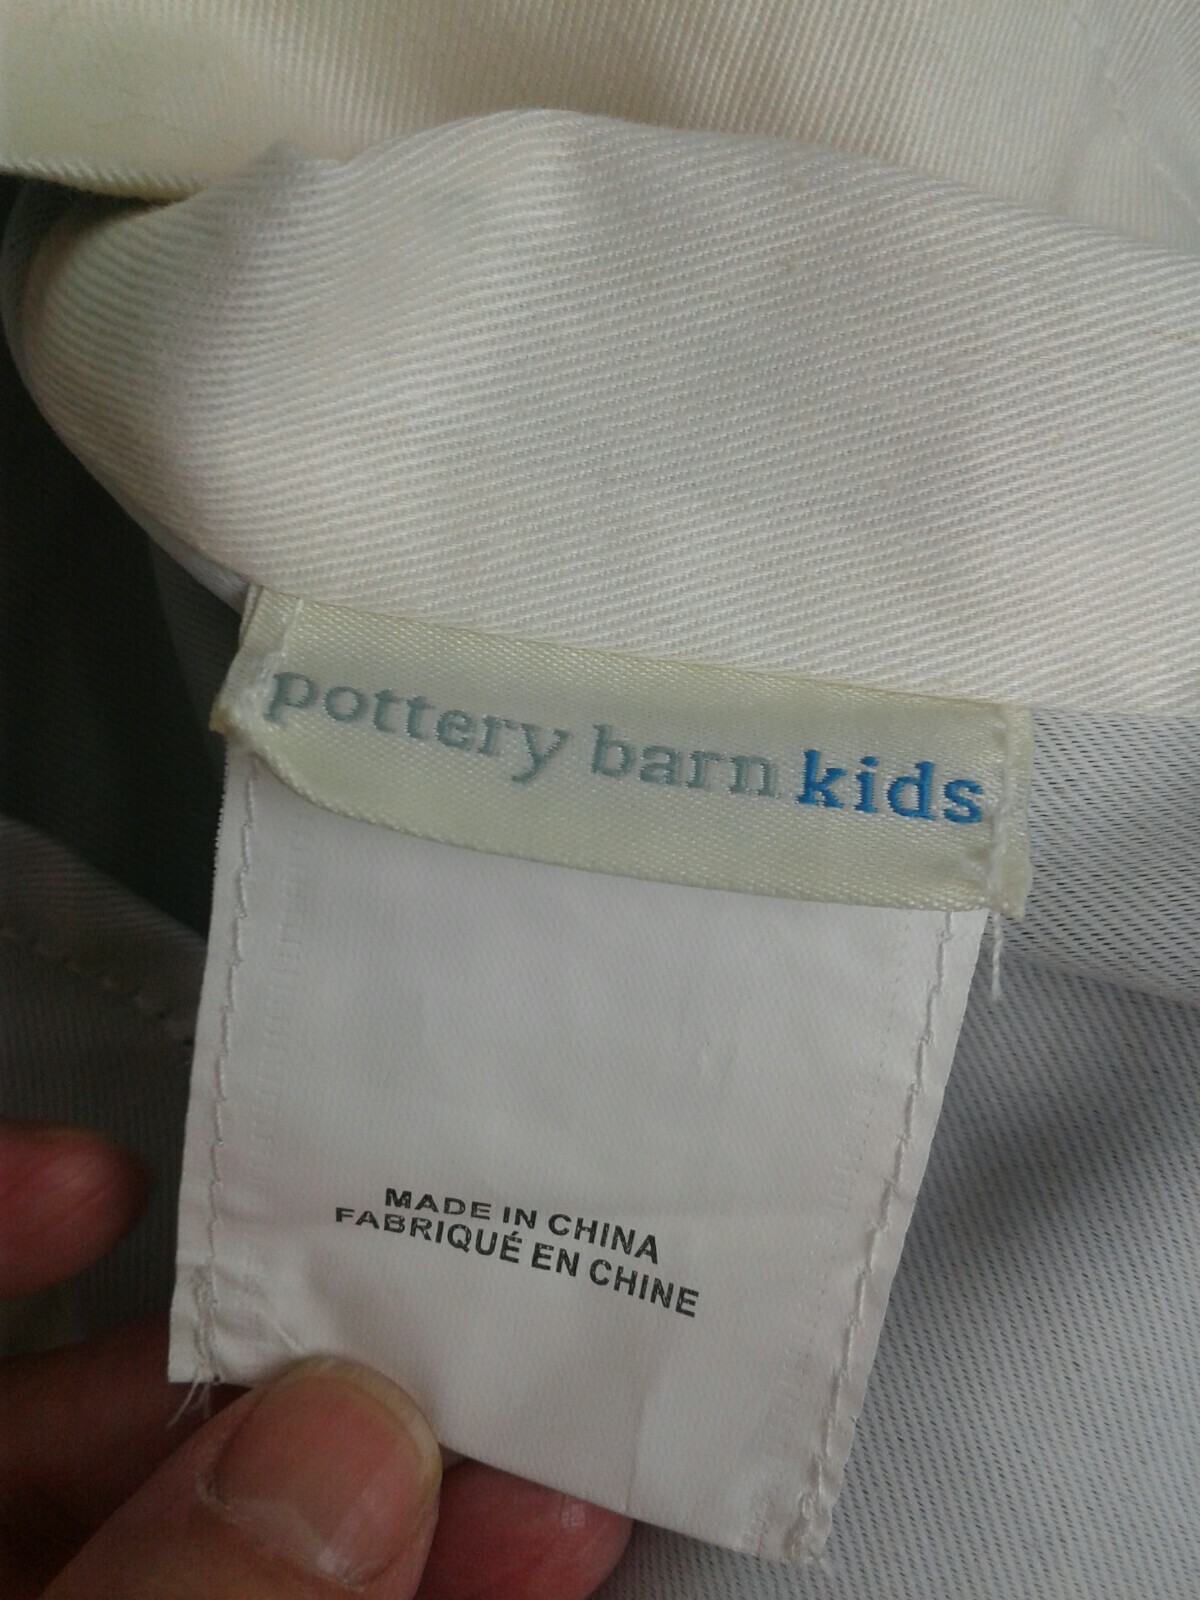 pottery barn kids
MADE IN CHINA
FABRIQUÉ EN CHINE